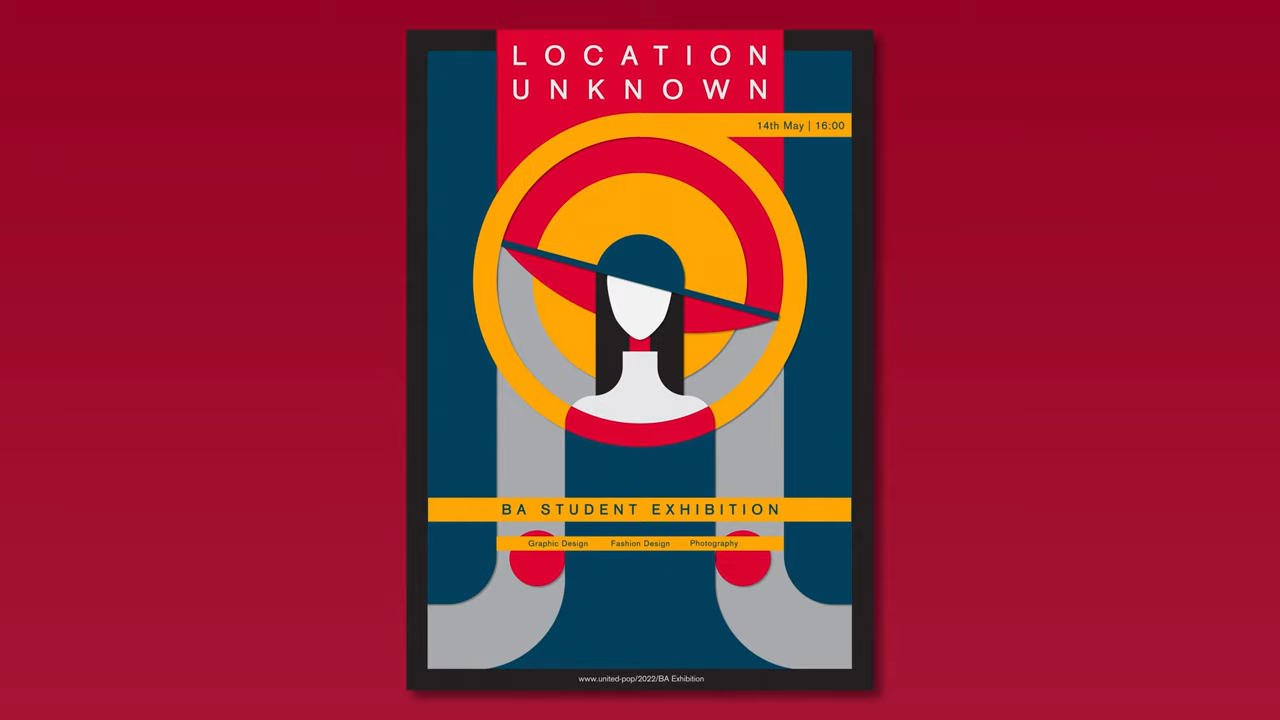 LOCATION
UNKNOWN
14th May | 16:00
BA STUDENT EXHIBITION
Graphic Design Fashion Design Photography
www.united-pop/2022/BA Exhibition